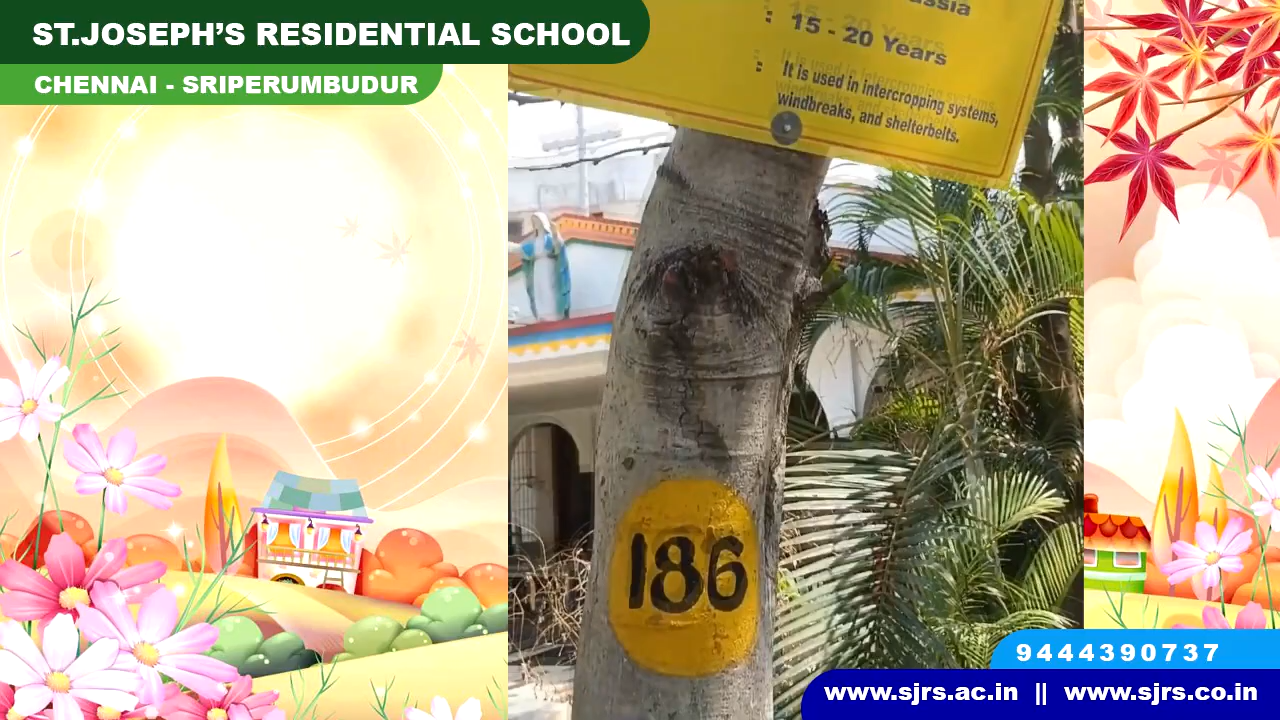 ST.JOSEPH’S RESIDENTIAL SCHOOL
CHENNAI - SRIPERUMBUDUR
: 15 - 20 Years
: It is used in intercropping systems,
windbreaks, and shelterbelts.
186
9444390737
www.sjrs.ac.in || www.sjrs.co.in